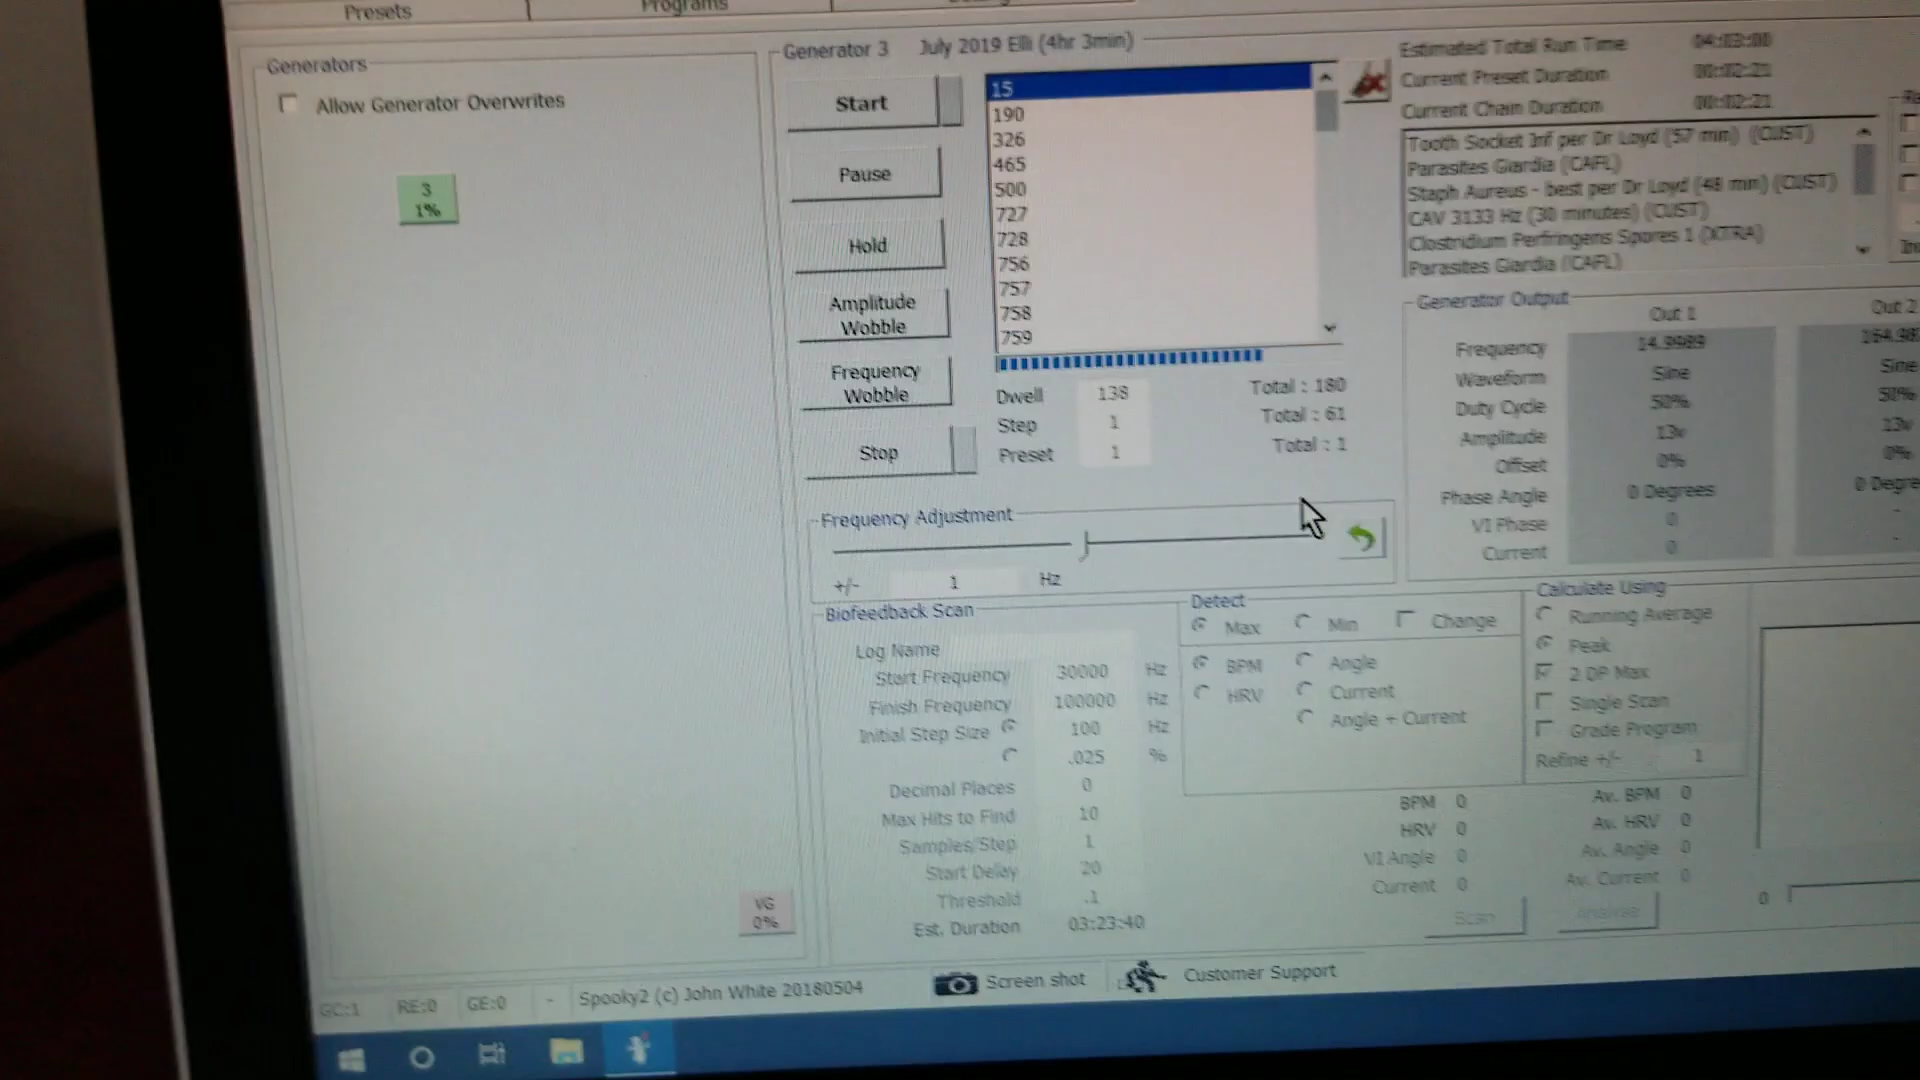 Presets
Programs
Generators
Allow Generator Overwrites
3
1%
VG
0%
Generator 3 July 2019 Elli (4hr 3min)
Start
Pause
Hold
Amplitude
Wobble
Frequency
Wobble
Stop
15
190
326
465
500
727
728
756
757
758
759
Dwell 138 Total : 180
Step 1 Total : 61
Preset 1 Total : 1
Frequency Adjustment
+/- 1 Hz
Estimated Total Run Time 04:03:00
Current Preset Duration 00:02:21
Current Chain Duration 00:02:21
Tooth Socket Inf per Dr Loyd (57 min) (CUST)
Parasites Giardia (CAFL)
Staph Aureus - best per Dr Loyd (48 min) (CUST)
CAV 3133 Hz (30 minutes) (CUST)
Clostridium Perfringens Spores 1 (XTRA)
Parasites Giardia (CAFL)
Generator Output
Out 1 Out 2
Frequency 14.9989 164.98
Waveform Sine Sine
Duty Cycle 50% 50%
Amplitude 13v 13v
Offset 0% 0%
Phase Angle 0 Degrees 0 Degre
VI Phase 0 -
Current 0 -
Biofeedback Scan
Log Name
Start Frequency 30000 Hz
Finish Frequency 100000 Hz
Initial Step Size 100 Hz
.025 %
Decimal Places 0
Max Hits to Find 10
Samples/Step 1
Start Delay 20
Threshold .1
Est. Duration 03:23:40
Detect
Max Min Change
BPM Angle
HRV Current
Angle + Current
Calculate Using
Running Average
Peak
2 DP Max
Single Scan
Grade Program
Refine +/- 1
BPM 0 Av. BPM 0
HRV 0 Av. HRV 0
VI Angle 0 Av. Angle 0
Current 0 Av. Current 0
Scan Analyse
0
GC:1 RE:0 GE:0 - Spooky2 (c) John White 20180504 Screen shot Customer Support